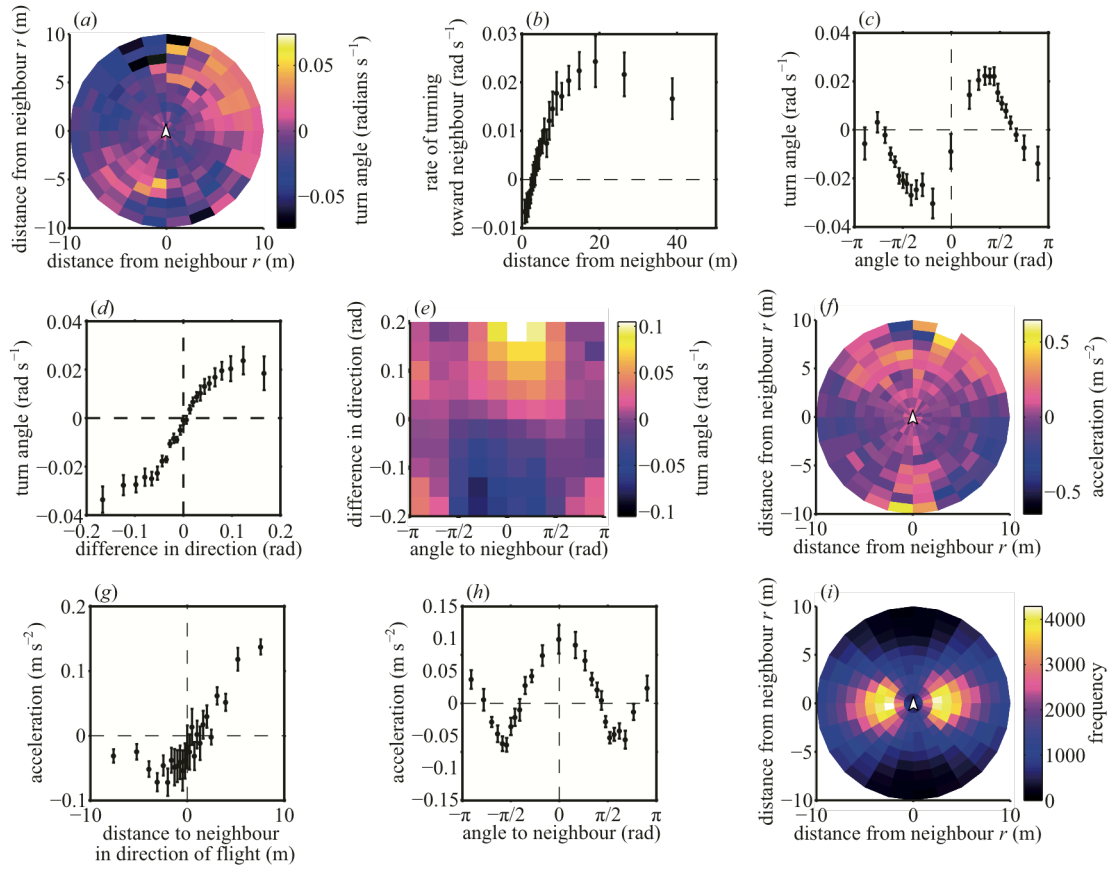 (a)
distance from neighbour r (m)
10
5
0
−5
−10
−10
0
10
distance from neighbour r (m)
0.05
0
−0.05
turn angle (radians s−1)
(b)
rate of turning
toward neighbour (rad s−1)
0.03
0.02
0.01
0
−0.01
0
20
40
distance from neighbour (m)
(c)
turn angle (rad s−1)
0.04
0.02
0
−0.02
−0.04
−π
−π/2
0
π/2
π
angle to neighbour (rad)
(d)
turn angle (rad s−1)
0.04
0.02
0
−0.02
−0.04
−0.2
−0.1
0
0.1
0.2
difference in direction (rad)
(e)
difference in direction (rad)
0.2
0.1
0
−0.1
−0.2
−π
−π/2
0
π/2
π
angle to nieghbour (rad)
0.10
0.05
0
−0.05
−0.1
turn angle (rad s−1)
(f)
distance from neighbour r (m)
10
5
0
−5
−10
−10
0
10
distance from neighbour r (m)
0.5
0
−0.5
acceleration (m s−2)
(g)
acceleration (m s−2)
0.2
0.1
0
−0.1
−10
0
10
distance to neighbour
in direction of flight (m)
(h)
acceleration (m s−2)
0.15
0.10
0.05
0
−0.05
−0.10
−0.15
−π
−π/2
0
π/2
π
angle to neighbour (rad)
(i)
distance from neighbour r (m)
10
5
0
−5
−10
−10
0
10
distance from neighbour r (m)
4000
3000
2000
1000
0
frequency